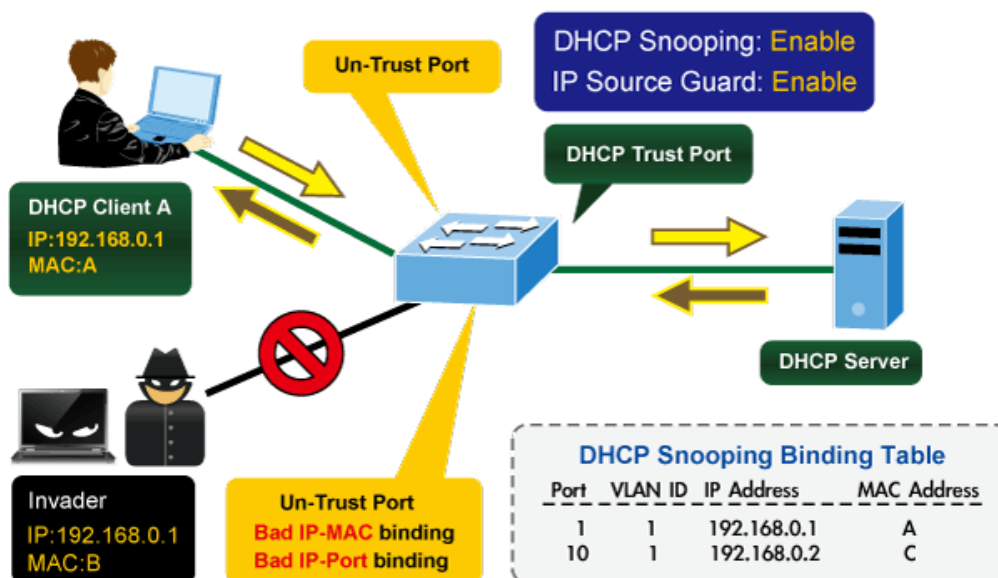 Un-Trust Port
DHCP Snooping: Enable
IP Source Guard: Enable
DHCP Trust Port
DHCP Client A
IP:192.168.0.1
MAC:A
DHCP Server
Invader
IP:192.168.0.1
MAC:B
Un-Trust Port
Bad IP-MAC binding
Bad IP-Port binding
DHCP Snooping Binding Table
Port VLAN ID IP Address MAC Address
1 1 192.168.0.1 A
10 1 192.168.0.2 C